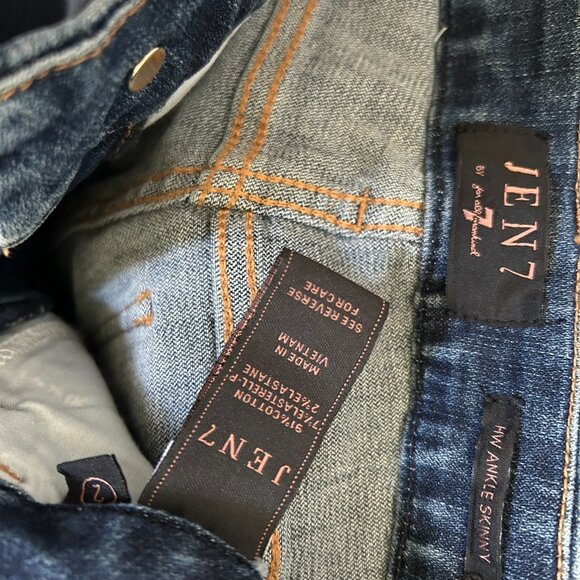 JEN7
BY for all mankind
7
HW ANKLE SKINNY
JEN7
91%COTTON
7%ELASTERELL-P
2%ELASTANE
MADE IN
VIETNAM
SEE REVERSE
FOR CARE
2